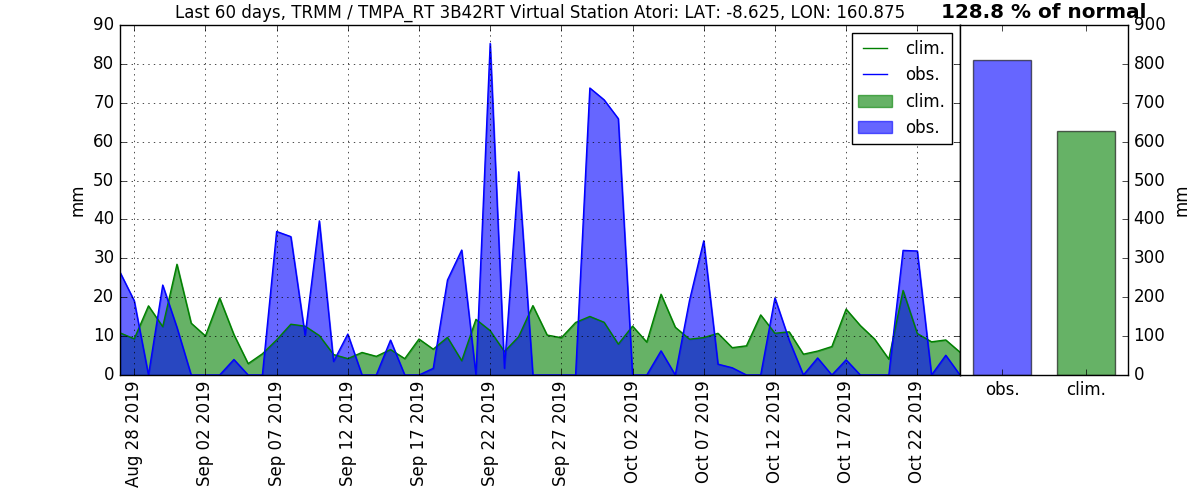 Last 60 days, TRMM / TMPA_RT 3B42RT Virtual Station Atori: LAT: -8.625, LON: 160.875
128.8 % of normal
90
80
70
60
50
40
30
20
10
0
mm
clim.
obs.
clim.
obs.
Aug 28 2019
Sep 02 2019
Sep 07 2019
Sep 12 2019
Sep 17 2019
Sep 22 2019
Sep 27 2019
Oct 02 2019
Oct 07 2019
Oct 12 2019
Oct 17 2019
Oct 22 2019
900
800
700
600
500
400
300
200
100
0
mm
obs.
clim.